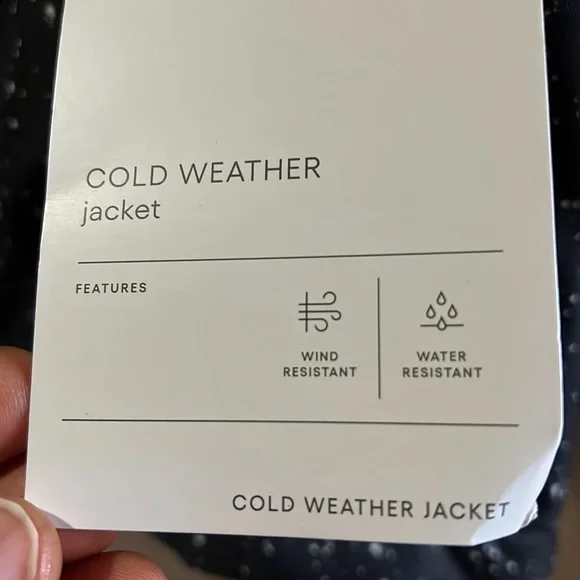 COLD WEATHER
jacket
FEATURES
WIND
RESISTANT
WATER
RESISTANT
COLD WEATHER JACKET